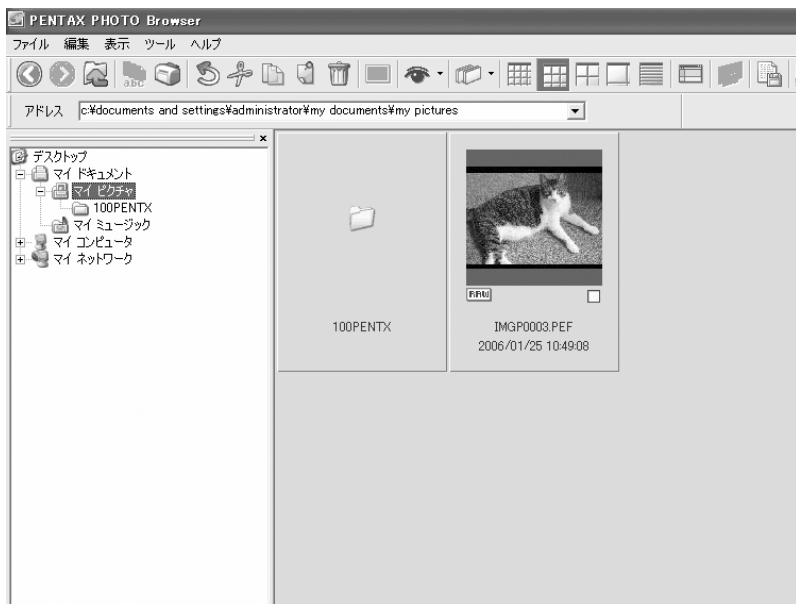 PENTAX PHOTO Browser
ファイル 編集 表示 ツール ヘルプ
abc
アドレス c:¥documents and settings¥administrator¥my documents¥my pictures
デスクトップ
マイ ドキュメント
マイ ピクチャ
100PENTX
マイ ミュージック
マイ コンピュータ
マイ ネットワーク
RAW
100PENTX
IMGP0003.PEF
2006/01/25 10:49:08